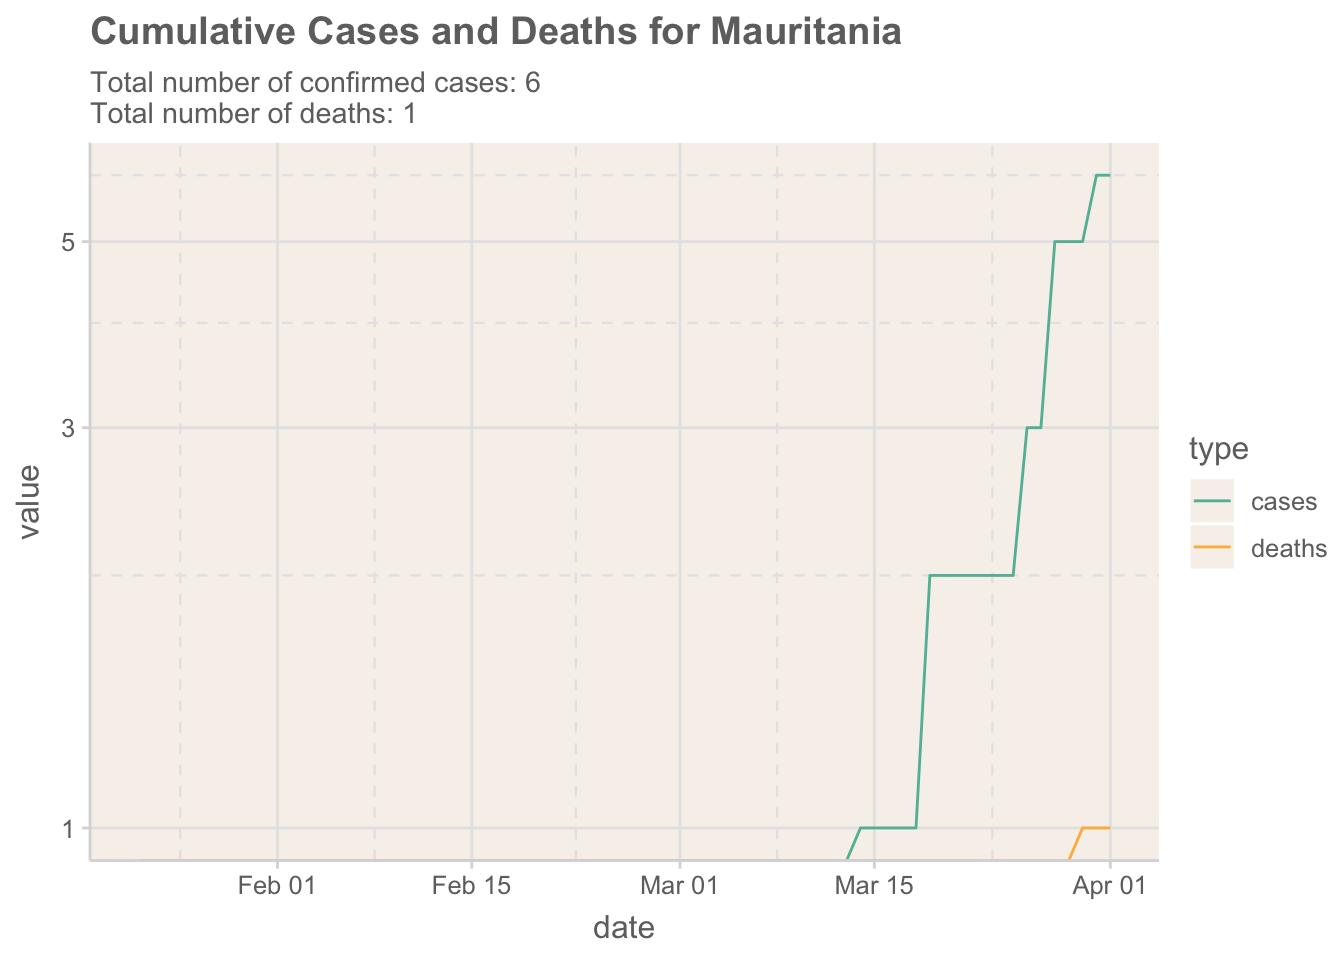 Cumulative Cases and Deaths for Mauritania
Total number of confirmed cases: 6
Total number of deaths: 1
value
5
3
1
Feb 01
Feb 15
Mar 01
Mar 15
Apr 01
date
type
cases
deaths